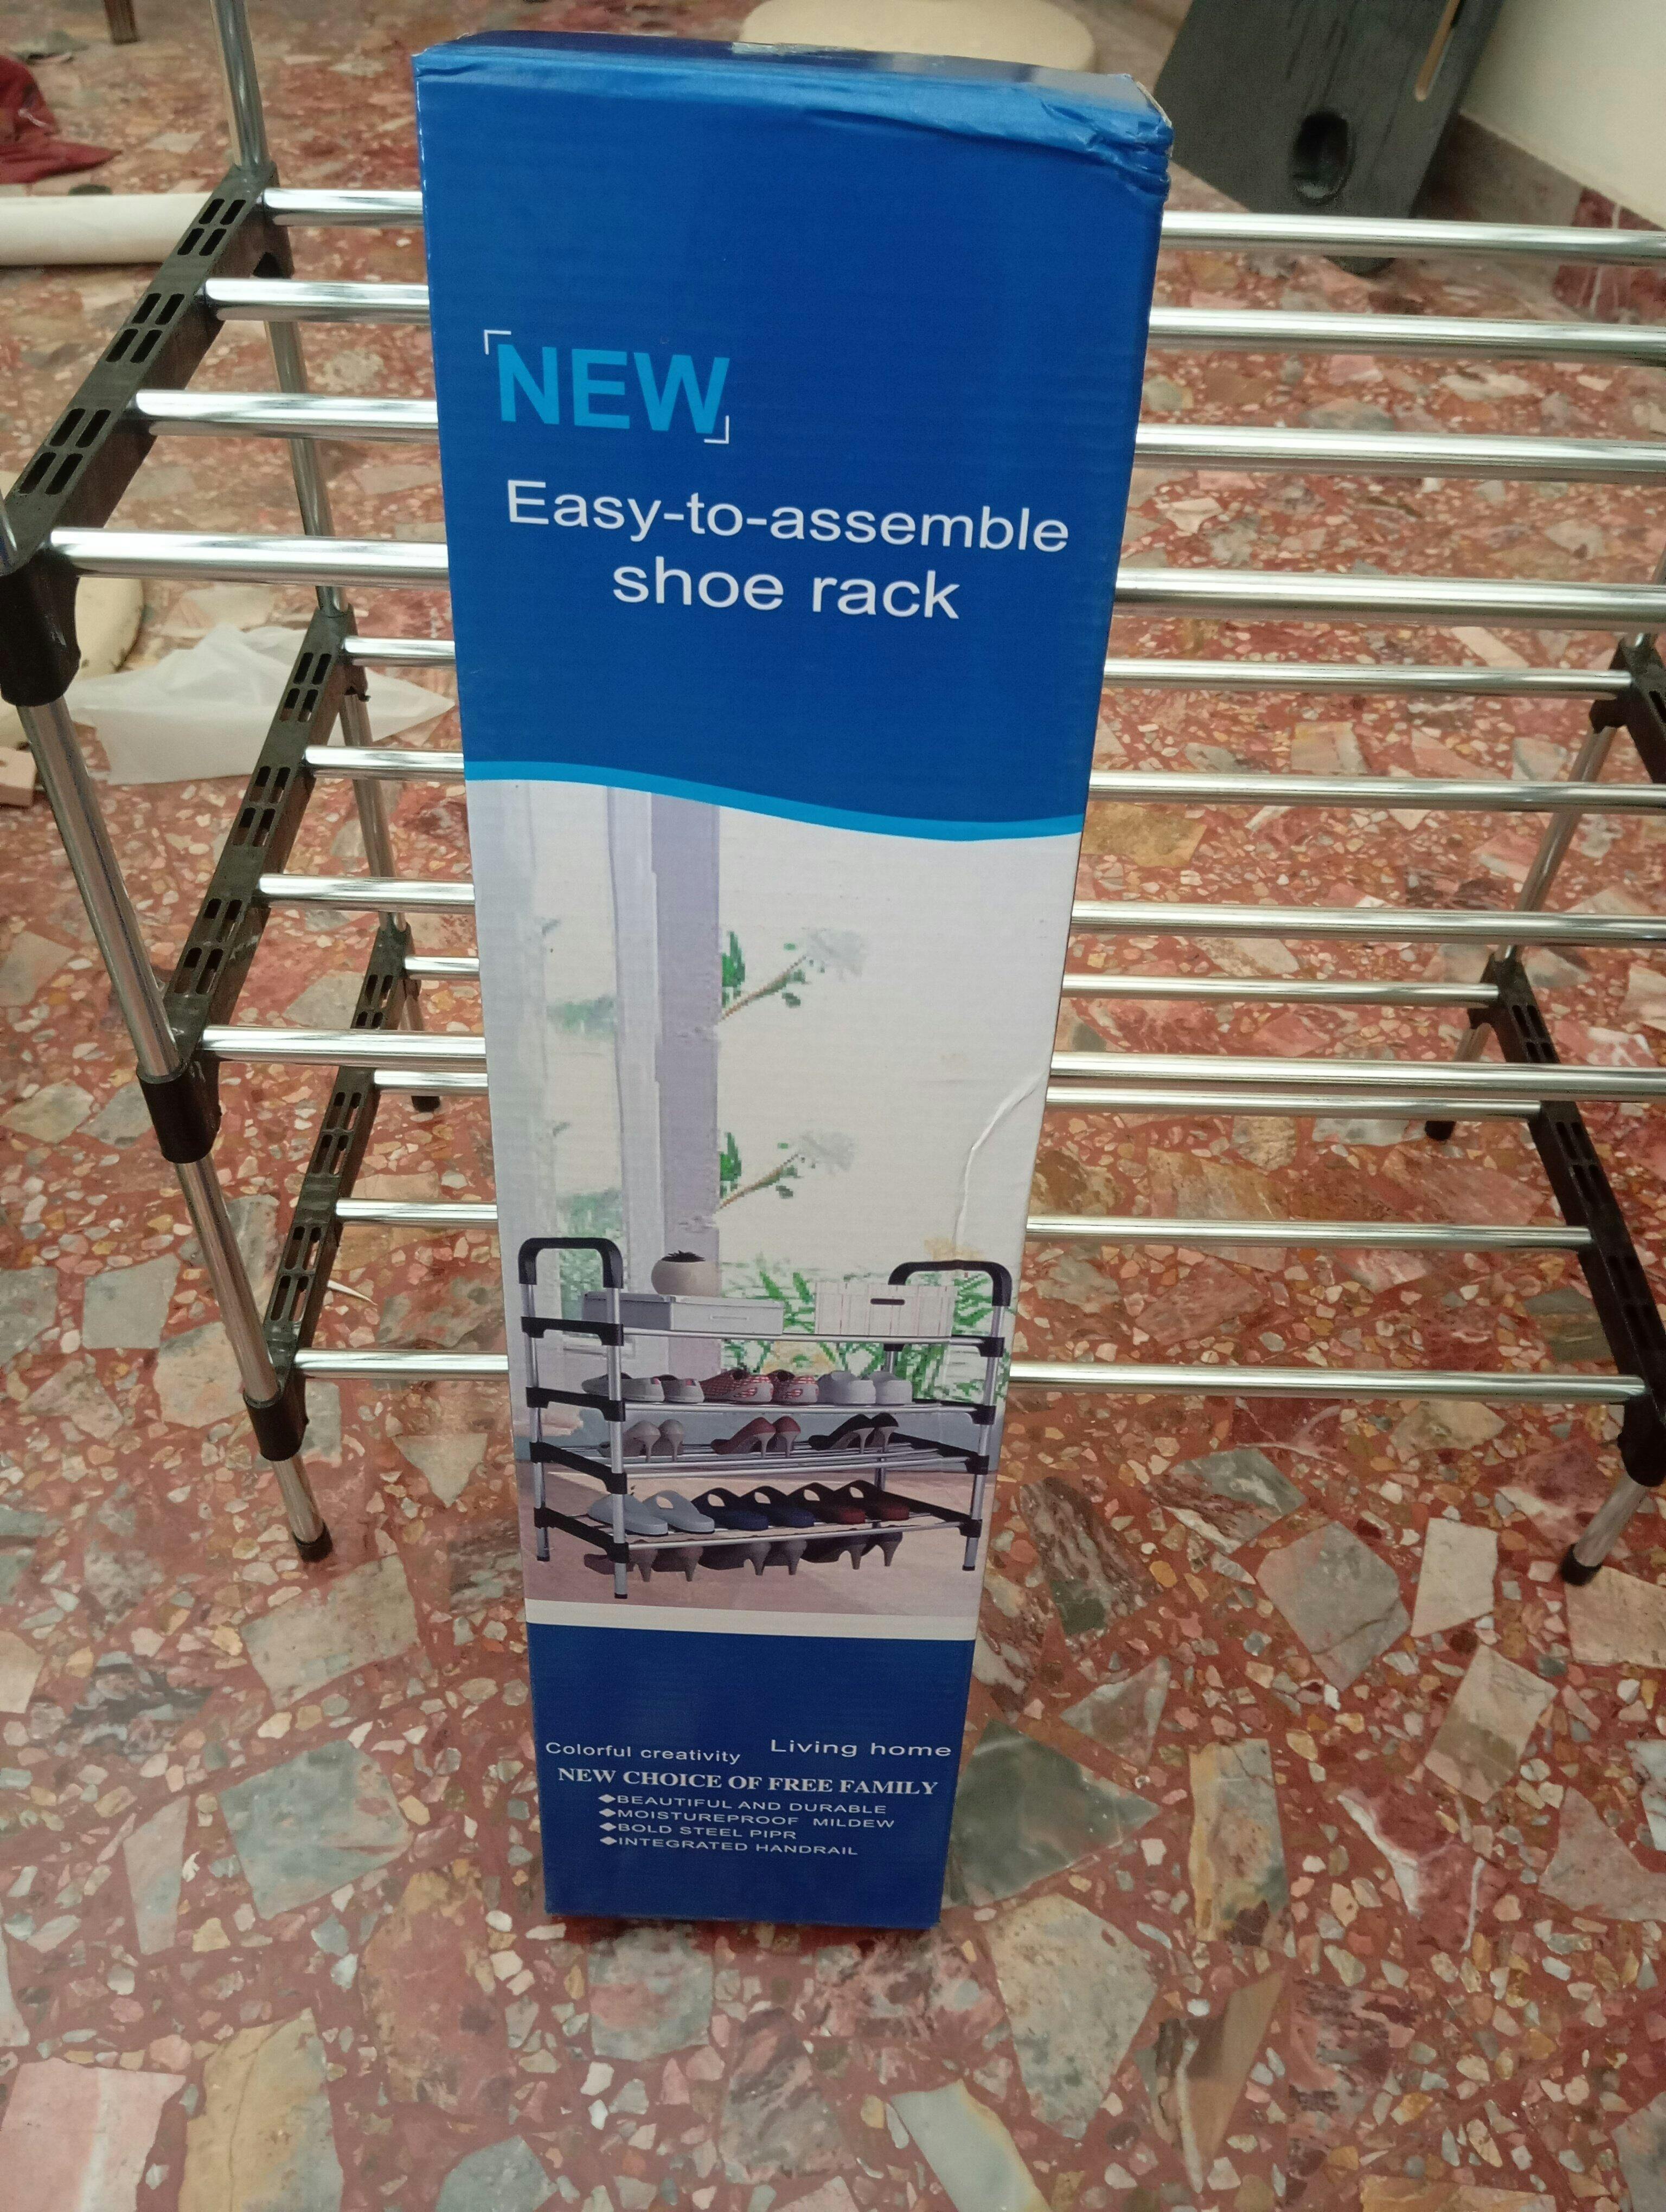 NEW
Easy-to-assemble
shoe rack
Colorful creativity Living home
NEW CHOICE OF FREE FAMILY
◆BEAUTIFUL AND DURABLE
◆MOISTUREPROOF MILDEW
◆BOLD STEEL PIPR
◆INTEGRATED HANDRAIL